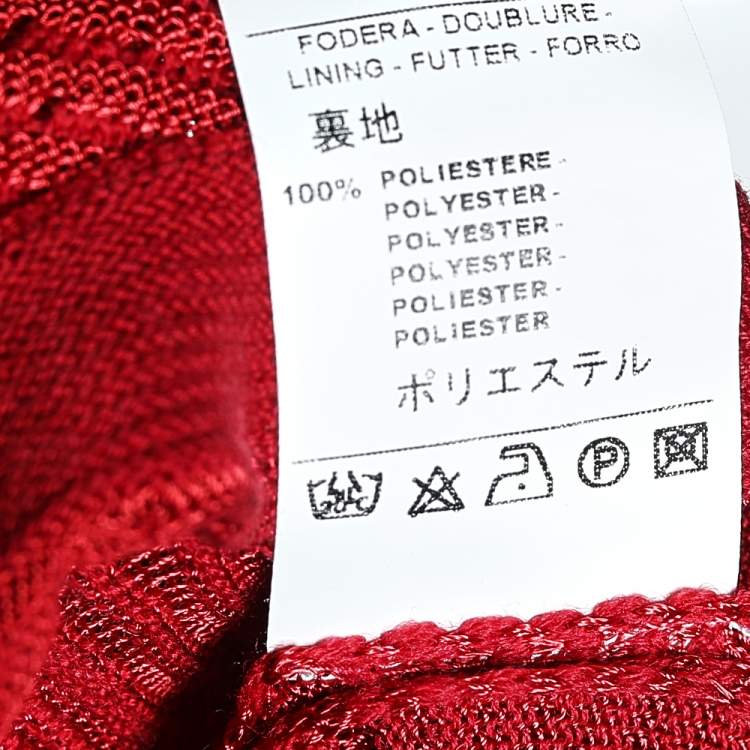 FODERA - DOUBLURE -
LINING - FUTTER - FORRO
裏地
100% POLIESTERE -
POLYESTER -
POLYESTER -
POLYESTER -
POLIESTER -
POLIESTER
ポリエステル
P